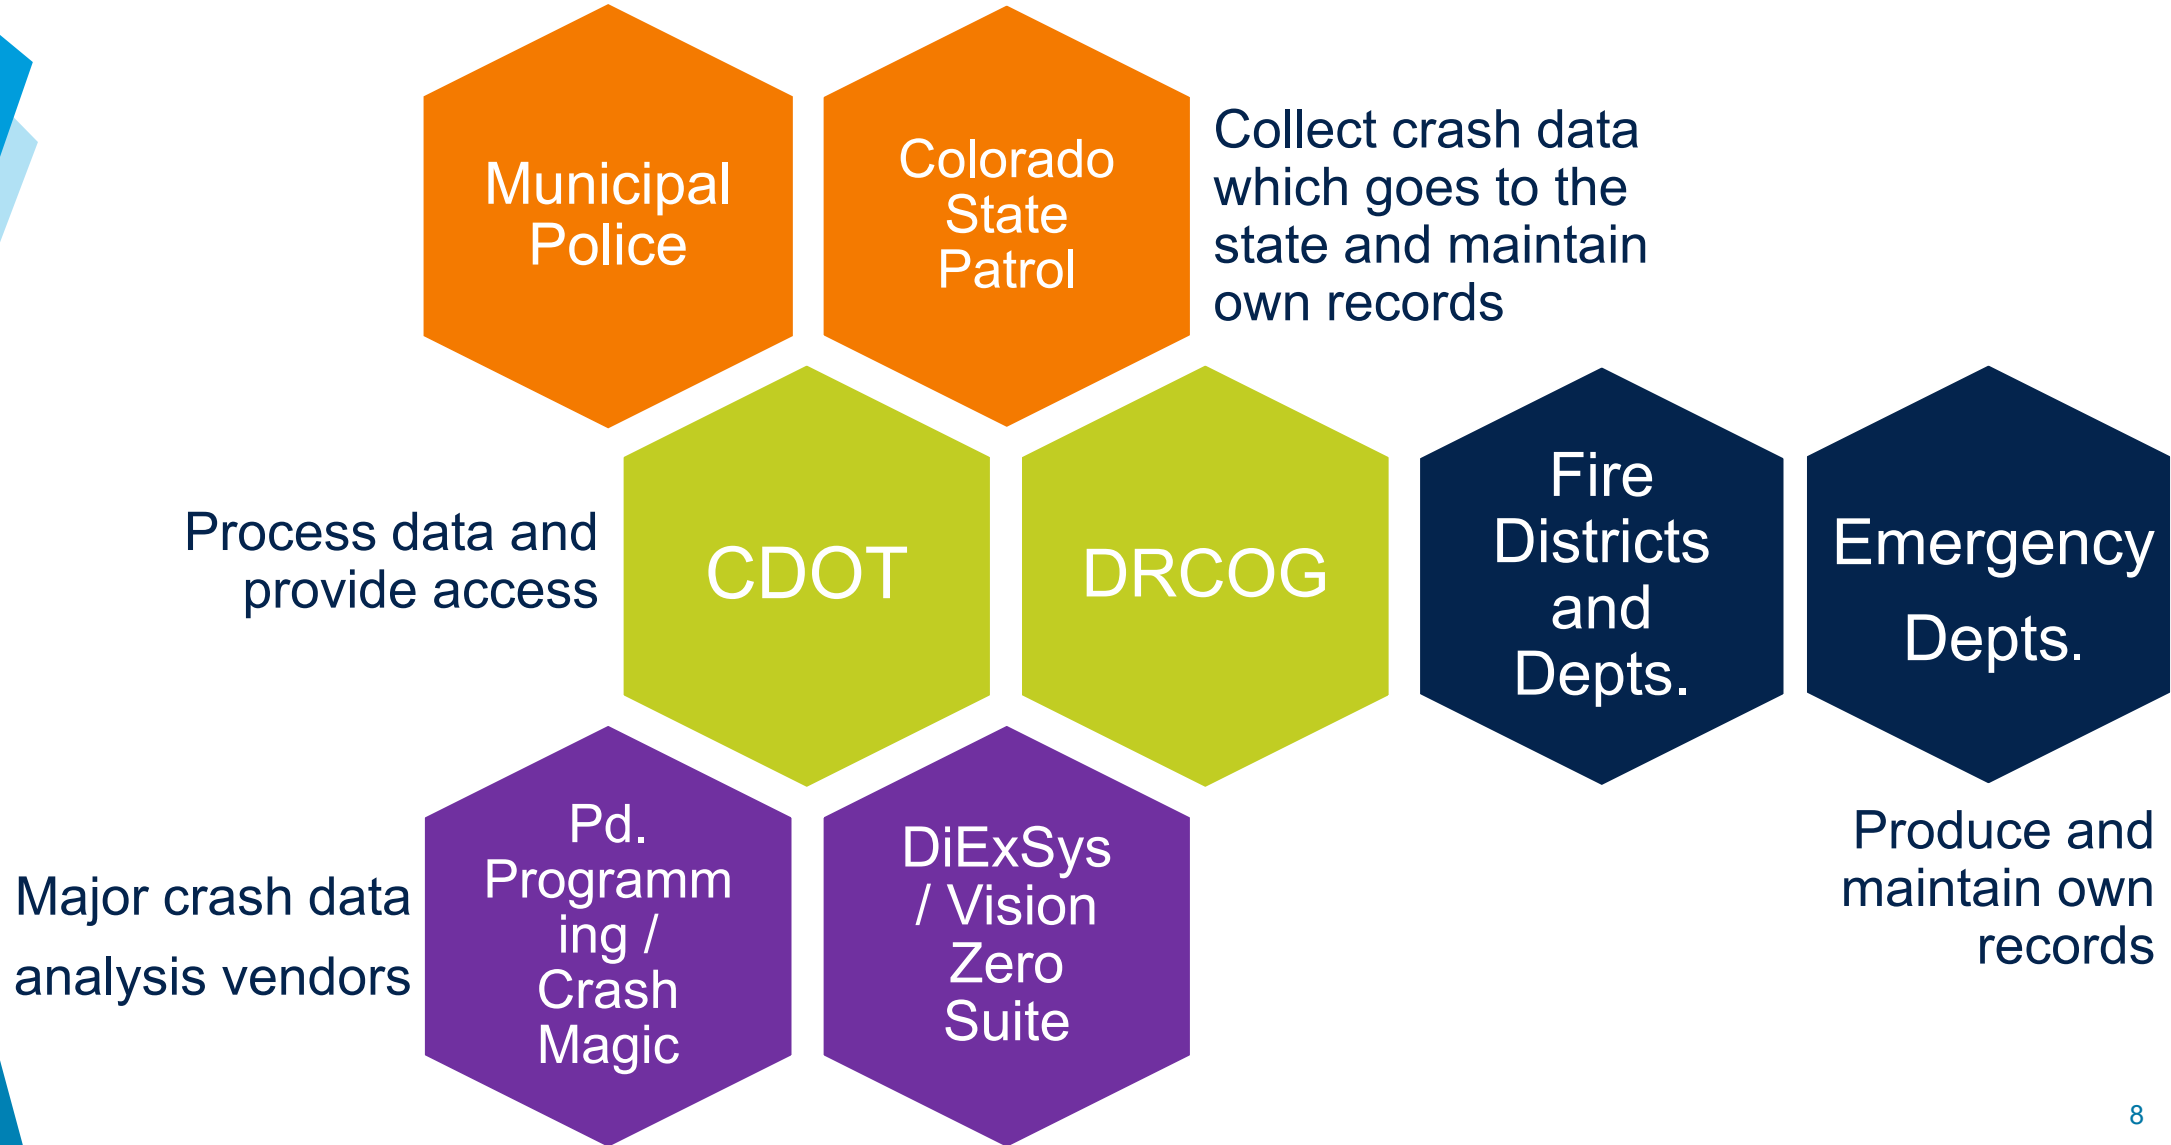 Municipal
Police
Colorado
State
Patrol
Collect crash data
which goes to the
state and maintain
own records
Process data and
provide access
CDOT
DRCOG
Fire
Districts
and
Depts.
Emergency
Depts.
Major crash data
analysis vendors
Pd.
Programm
ing /
Crash
Magic
DiExSys
/ Vision
Zero
Suite
Produce and
maintain own
records
8